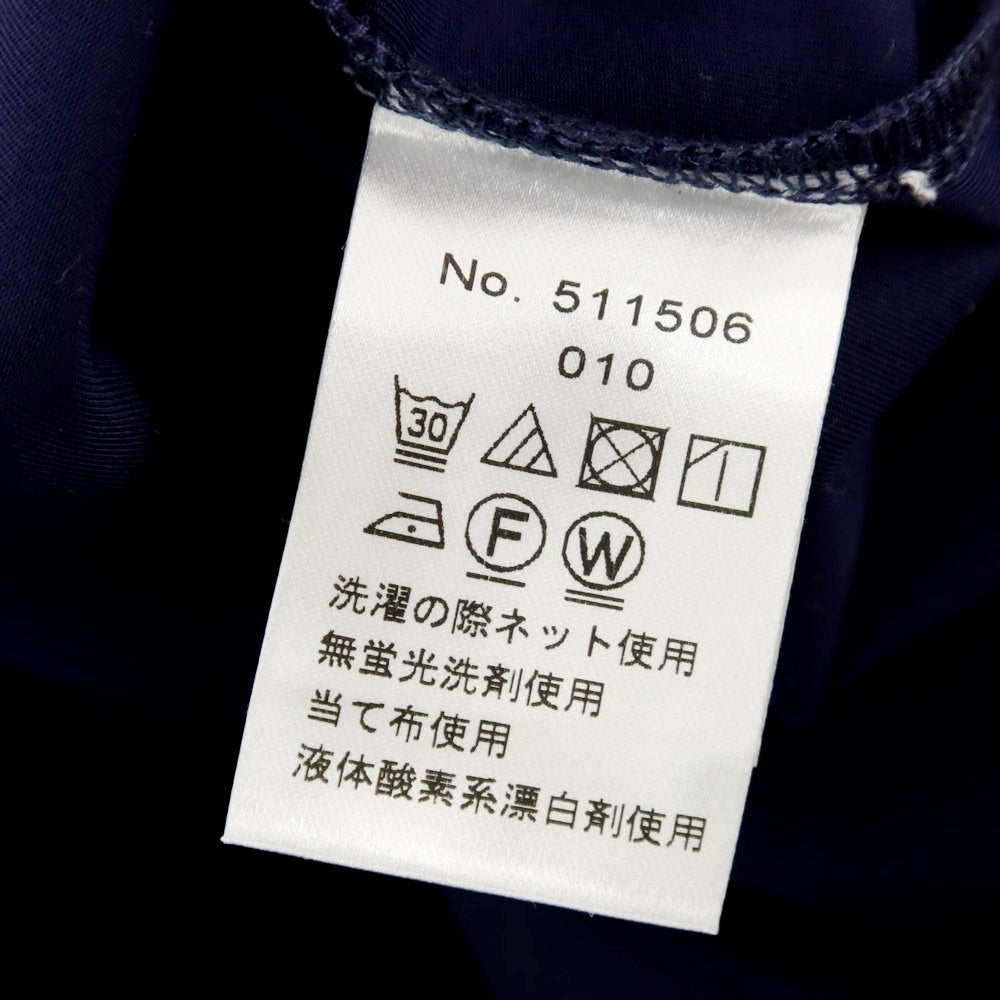 No. 511506
010
30
F W
洗濯の際ネット使用
無蛍光洗剤使用
当て布使用
液体酸素系漂白剤使用